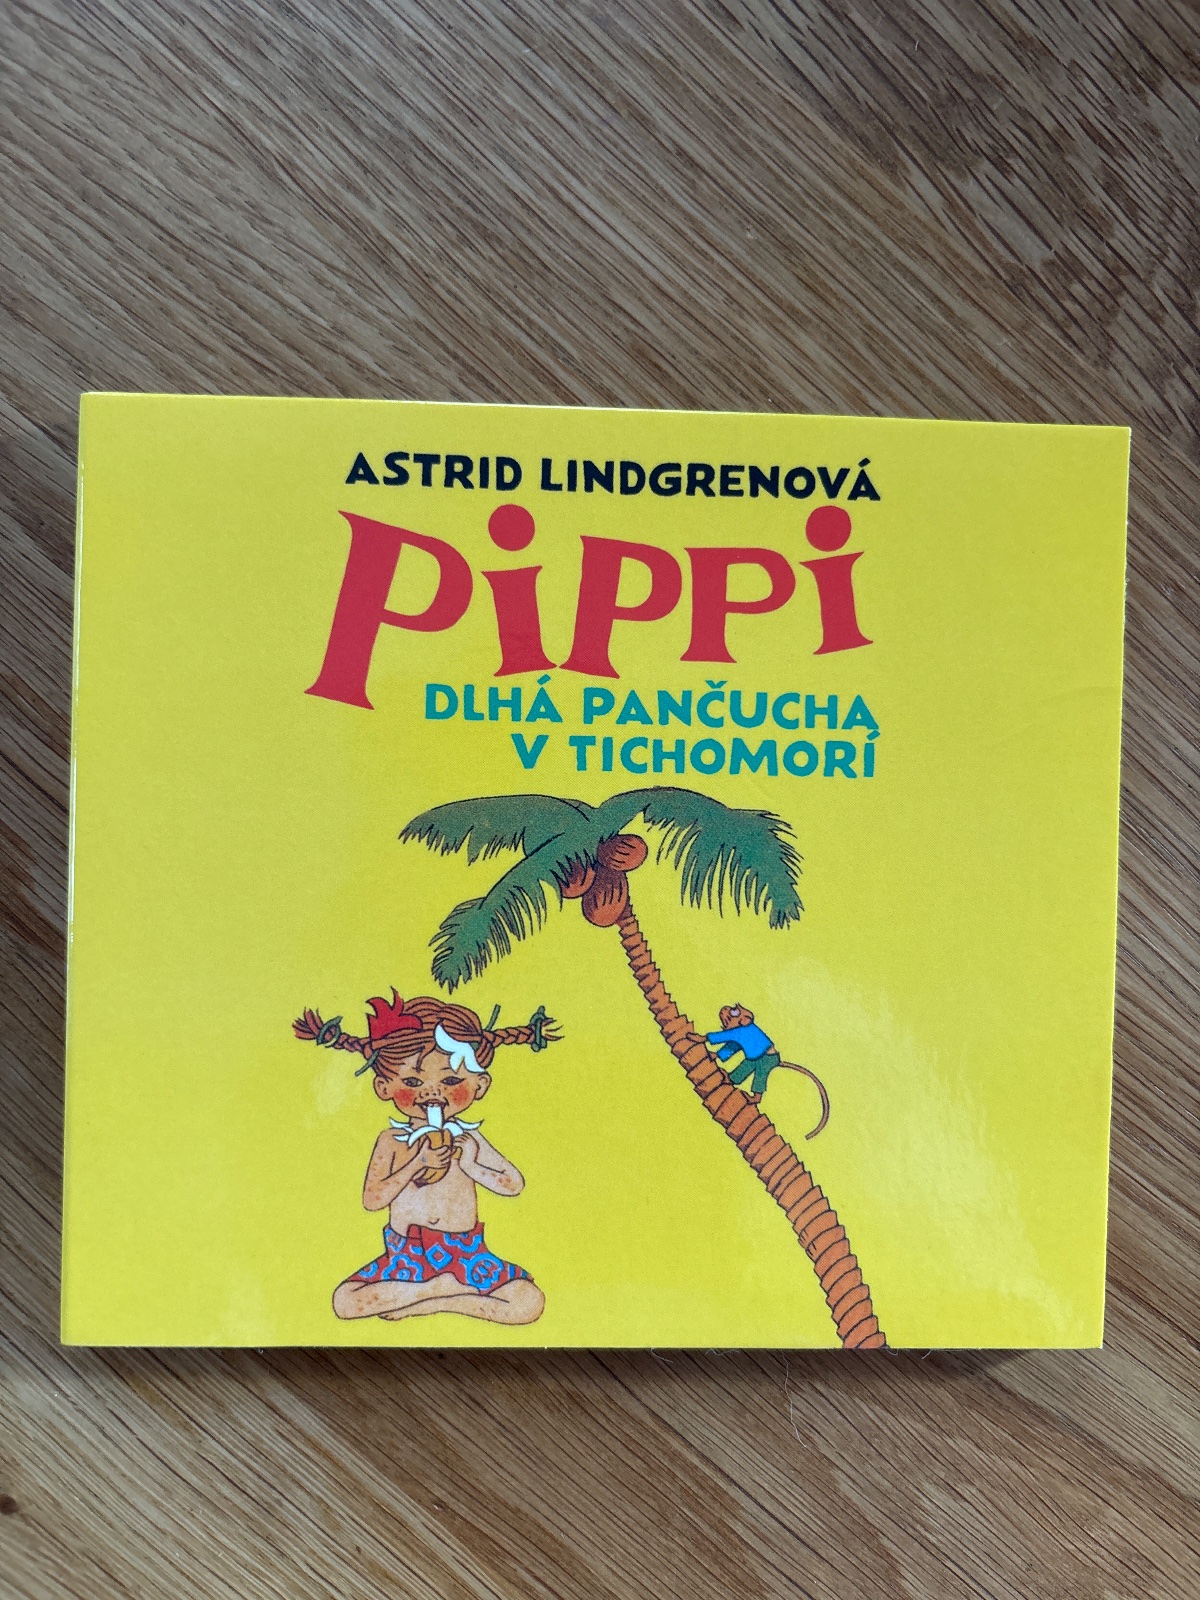 ASTRID LINDGRENOVÁ
PiPPi
DLHÁ PANČUCHA
V TICHOMORÍ